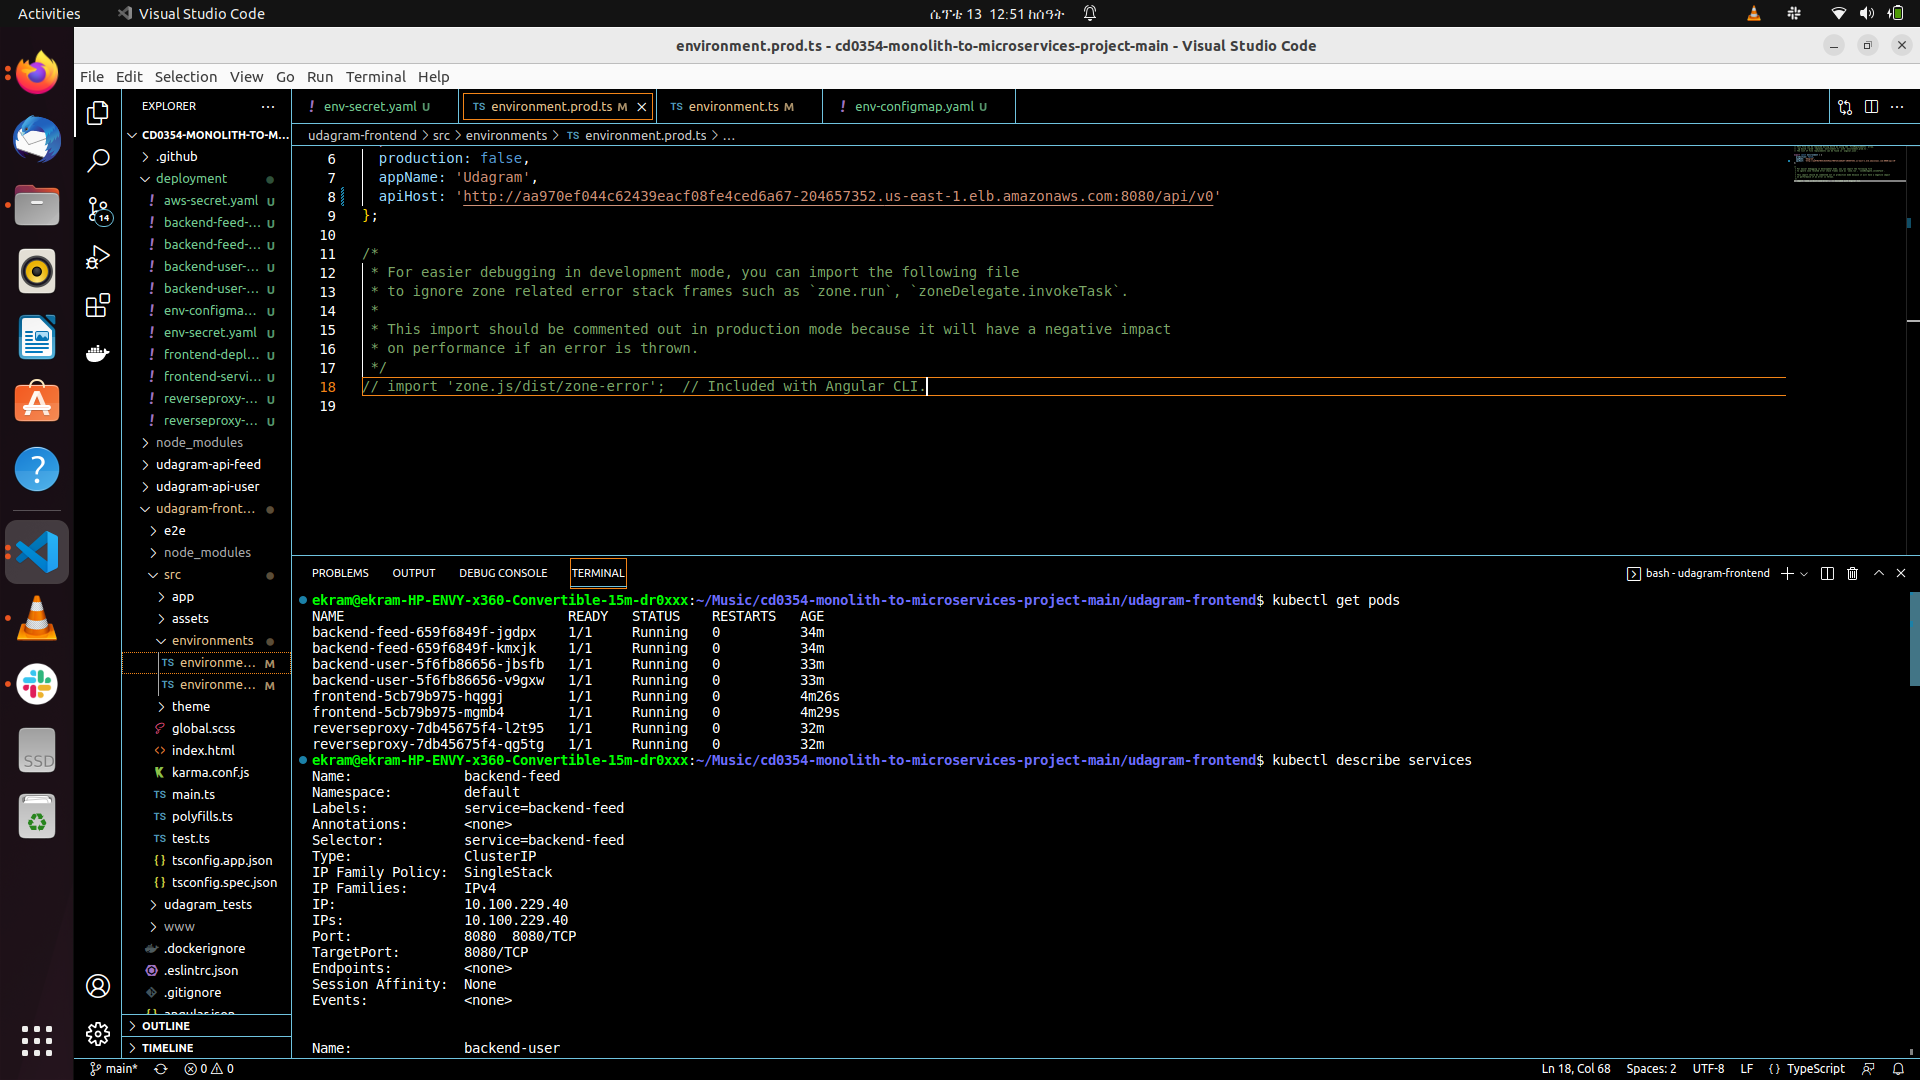 Activities
Visual Studio Code
ሴፕቴ 13 12:51 ከሰዓት
environment.prod.ts - cd0354-monolith-to-microservices-project-main - Visual Studio Code
File Edit Selection View Go Run Terminal Help
EXPLORER
CD0354-MONOLITH-TO-M...
.github
deployment
aws-secret.yaml U
backend-feed-... U
backend-feed-... U
backend-user-... U
backend-user-... U
env-configma... U
env-secret.yaml U
frontend-depl... U
frontend-servi... U
reverseproxy-... U
reverseproxy-... U
node_modules
udagram-api-feed
udagram-api-user
udagram-front...
e2e
node_modules
src
app
assets
environments
TS environme... M
TS environme... M
theme
global.scss
index.html
karma.conf.js
TS main.ts
TS polyfills.ts
TS test.ts
tsconfig.app.json
tsconfig.spec.json
udagram_tests
www
.dockerignore
.eslintrc.json
.gitignore
angular.json
OUTLINE
TIMELINE
14
SSD
! env-secret.yaml U
TS environment.prod.ts M
TS environment.ts M
! env-configmap.yaml U
udagram-frontend > src > environments > TS environment.prod.ts > ...
6 production: false,
7 appName: 'Udagram',
8 apiHost: 'http://aa970ef044c62439eacf08fe4ced6a67-204657352.us-east-1.elb.amazonaws.com:8080/api/v0'
9 };
10
11 /*
12 * For easier debugging in development mode, you can import the following file
13 * to ignore zone related error stack frames such as `zone.run`, `zoneDelegate.invokeTask`.
14 *
15 * This import should be commented out in production mode because it will have a negative impact
16 * on performance if an error is thrown.
17 */
18 // import 'zone.js/dist/zone-error';  // Included with Angular CLI.
19
PROBLEMS OUTPUT DEBUG CONSOLE TERMINAL
bash - udagram-frontend
ekram@ekram-HP-ENVY-x360-Convertible-15m-dr0xxx:~/Music/cd0354-monolith-to-microservices-project-main/udagram-frontend$ kubectl get pods
NAME READY STATUS RESTARTS AGE
backend-feed-659f6849f-jgdpx 1/1 Running 0 34m
backend-feed-659f6849f-kmxjk 1/1 Running 0 34m
backend-user-5f6fb86656-jbsfb 1/1 Running 0 33m
backend-user-5f6fb86656-v9gxw 1/1 Running 0 33m
frontend-5cb79b975-hqggj 1/1 Running 0 4m26s
frontend-5cb79b975-mgmb4 1/1 Running 0 4m29s
reverseproxy-7db45675f4-l2t95 1/1 Running 0 32m
reverseproxy-7db45675f4-qg5tg 1/1 Running 0 32m
ekram@ekram-HP-ENVY-x360-Convertible-15m-dr0xxx:~/Music/cd0354-monolith-to-microservices-project-main/udagram-frontend$ kubectl describe services
Name: backend-feed
Namespace: default
Labels: service=backend-feed
Annotations: <none>
Selector: service=backend-feed
Type: ClusterIP
IP Family Policy: SingleStack
IP Families: IPv4
IP: 10.100.229.40
IPs: 10.100.229.40
Port: 8080 8080/TCP
TargetPort: 8080/TCP
Endpoints: <none>
Session Affinity: None
Events: <none>
Name: backend-user
main* 0 0
Ln 18, Col 68 Spaces: 2 UTF-8 LF {} TypeScript